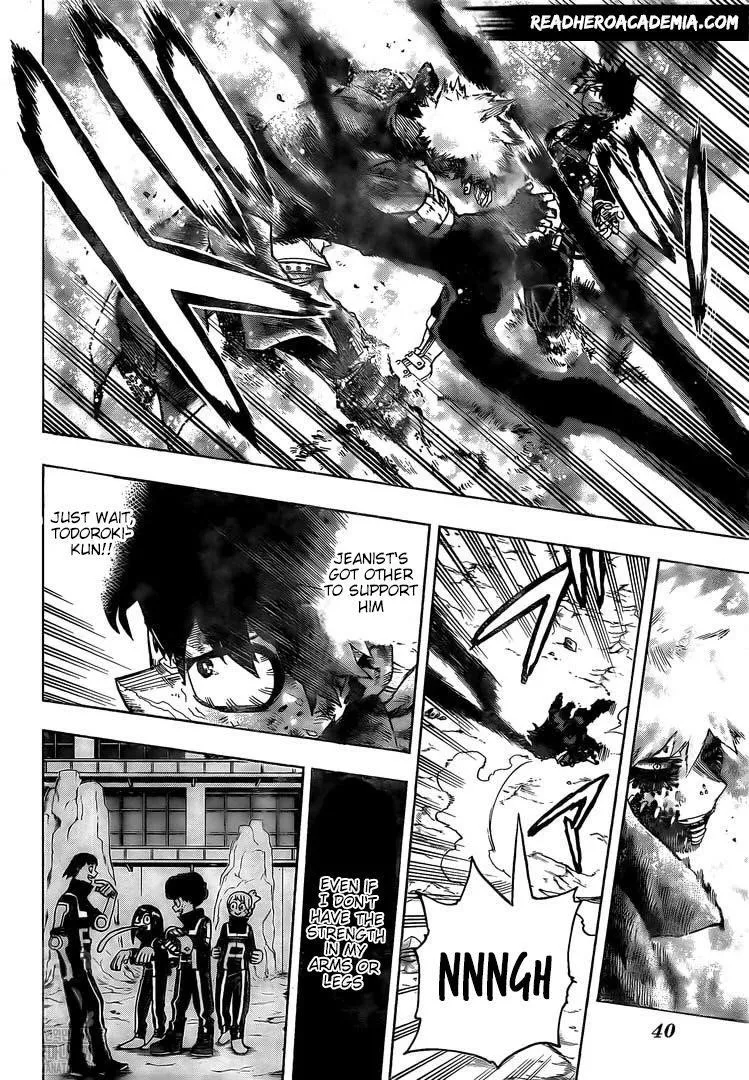 READHEROACADEMIA.COM
JUST WAIT,
TODOROKI-
KUN!!
JEANIST'S
GOT OTHER
TO SUPPORT
HIM
EVEN IF
I DON'T
HAVE THE
STRENGTH
IN MY
ARMS OR
LEGS
NNNGH
40